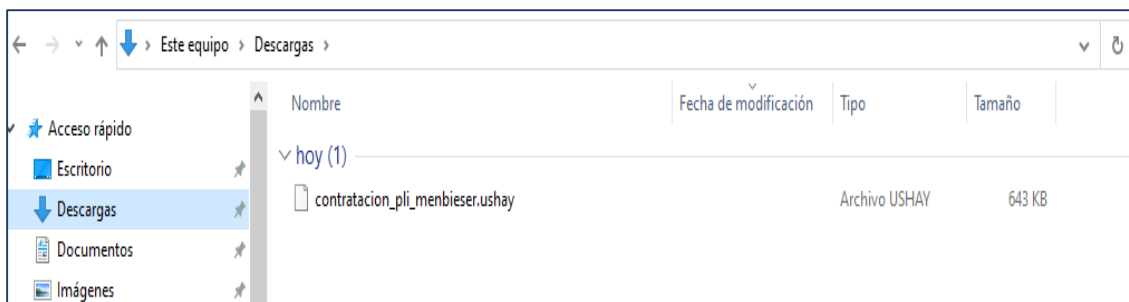 Este equipo > Descargas >
Nombre Fecha de modificación Tipo Tamaño
Acceso rápido
hoy (1)
Escritorio
contratacion_pli_menbieser.ushay Archivo USHAY 643 KB
Descargas
Documentos
Imágenes